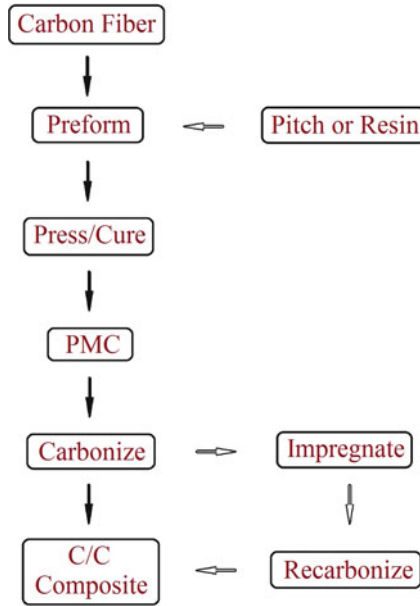 Carbon Fiber
Preform
Pitch or Resin
Press/Cure
PMC
Carbonize
Impregnate
C/C
Composite
Recarbonize